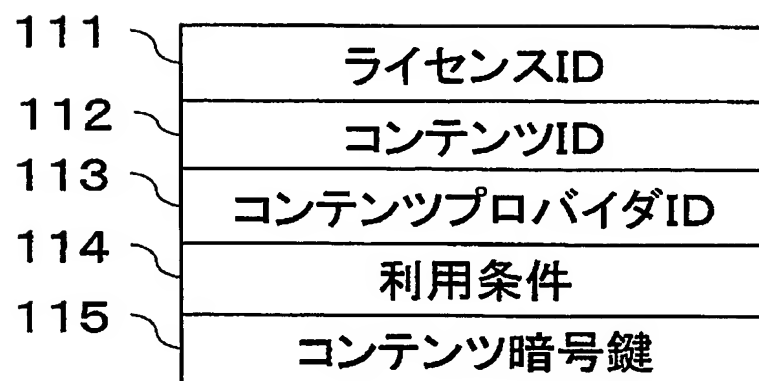 111 ライセンスID
112 コンテンツID
113 コンテンツプロバイダID
114 利用条件
115 コンテンツ暗号鍵